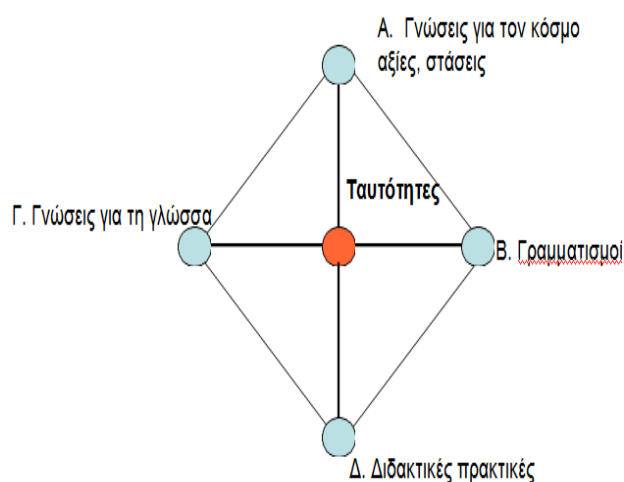 Α. Γνώσεις για τον κόσμο
αξίες, στάσεις
Ταυτότητες
Γ. Γνώσεις για τη γλώσσα
Β. Γραμματισμοί
Δ. Διδακτικές πρακτικές